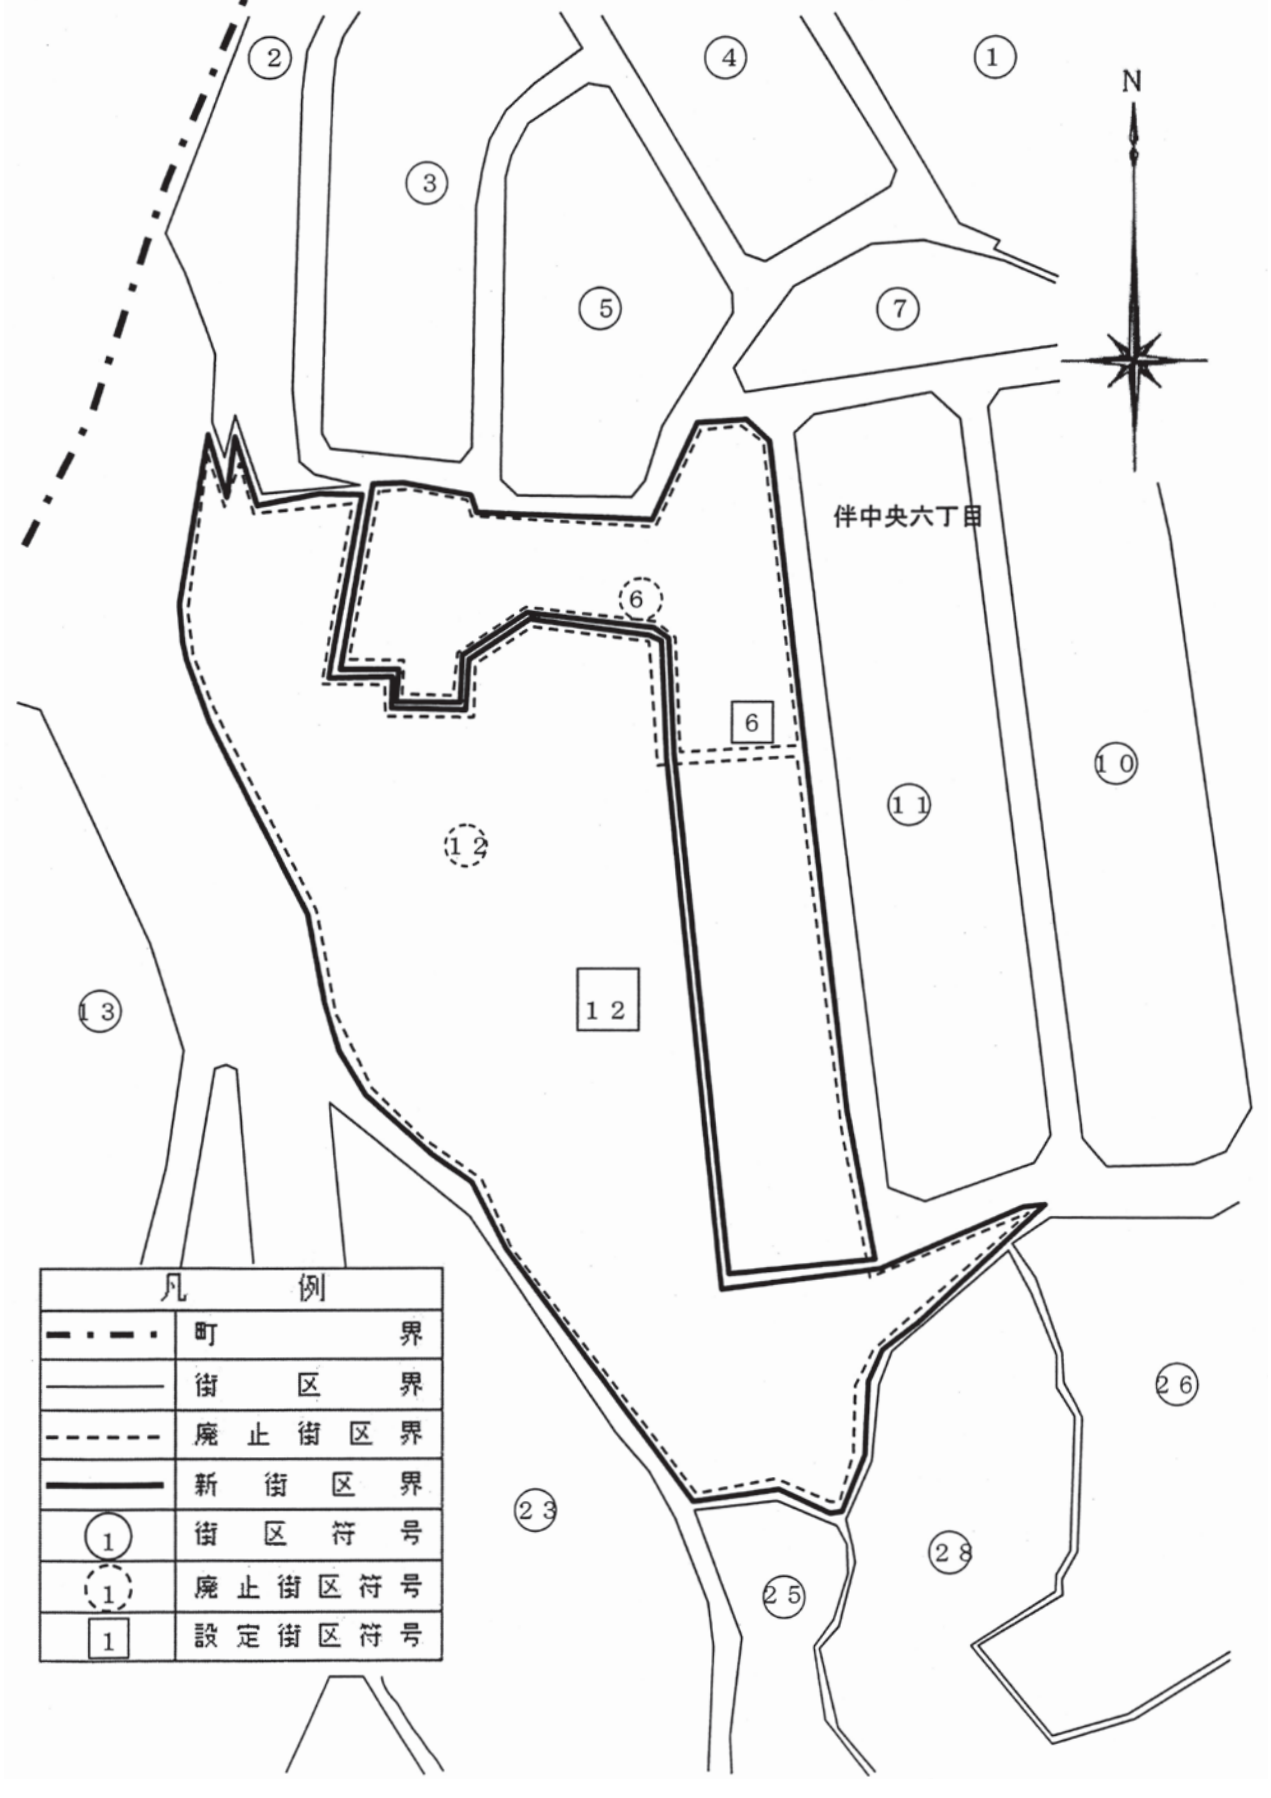 2
4
1
N
3
5
7
伴中央六丁目
6
6
10
11
12
12
13
26
23
28
25
凡 例
町 界
街 区 界
廃 止 街 区 界
新 街 区 界
1 街 区 符 号
1 廃 止 街 区 符 号
1 設 定 街 区 符 号